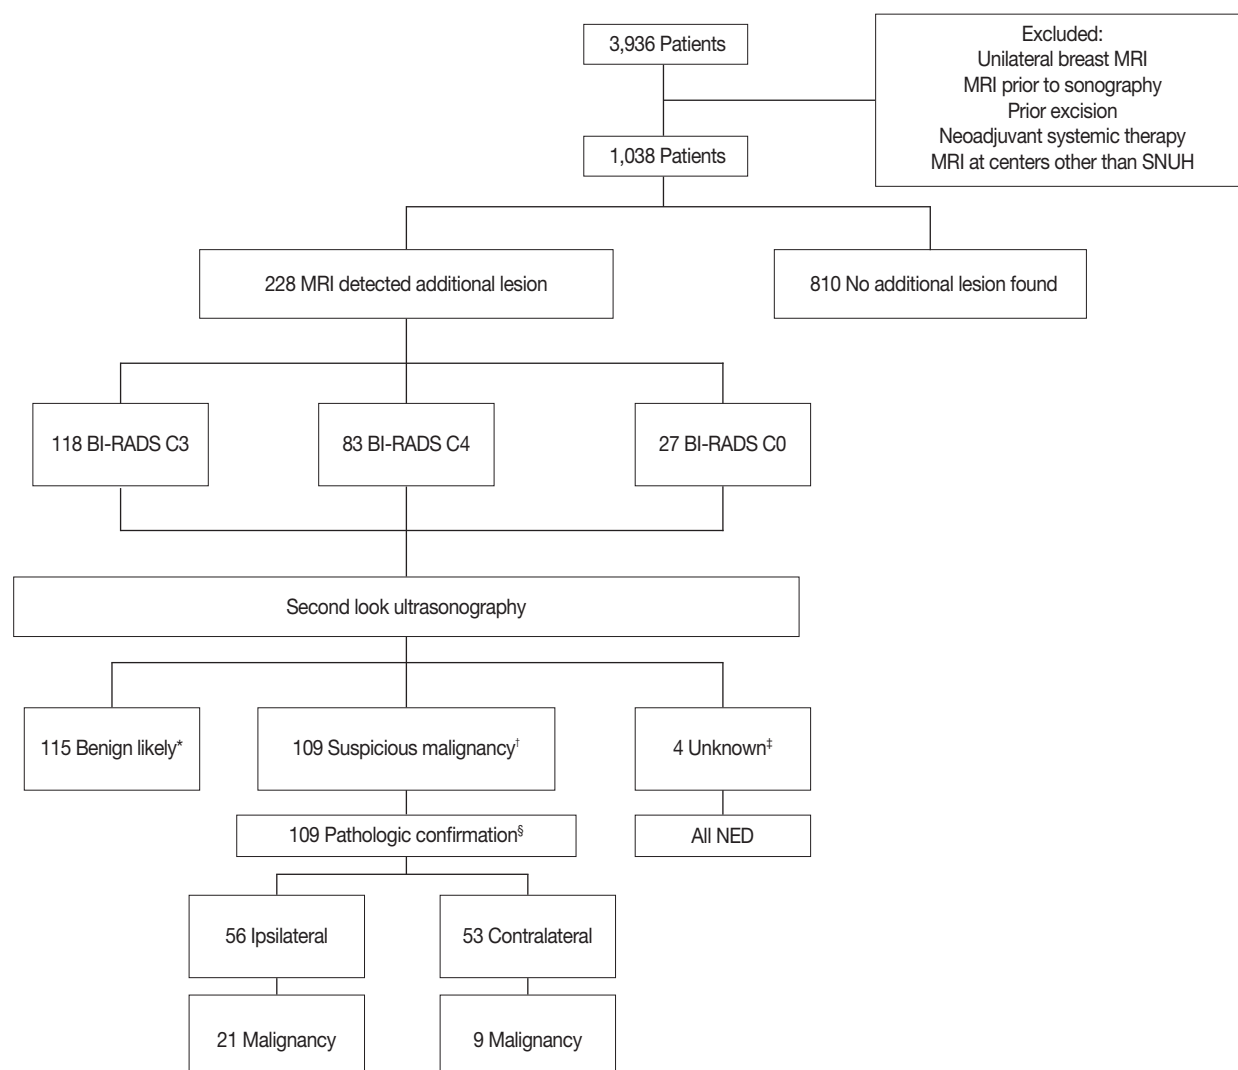 3,936 Patients
Excluded:
Unilateral breast MRI
MRI prior to sonography
Prior excision
Neoadjuvant systemic therapy
MRI at centers other than SNUH
1,038 Patients
228 MRI detected additional lesion
810 No additional lesion found
118 BI-RADS C3
83 BI-RADS C4
27 BI-RADS C0
Second look ultrasonography
115 Benign likely*
109 Suspicious malignancy†
4 Unknown‡
109 Pathologic confirmation§
All NED
56 Ipsilateral
53 Contralateral
21 Malignancy
9 Malignancy